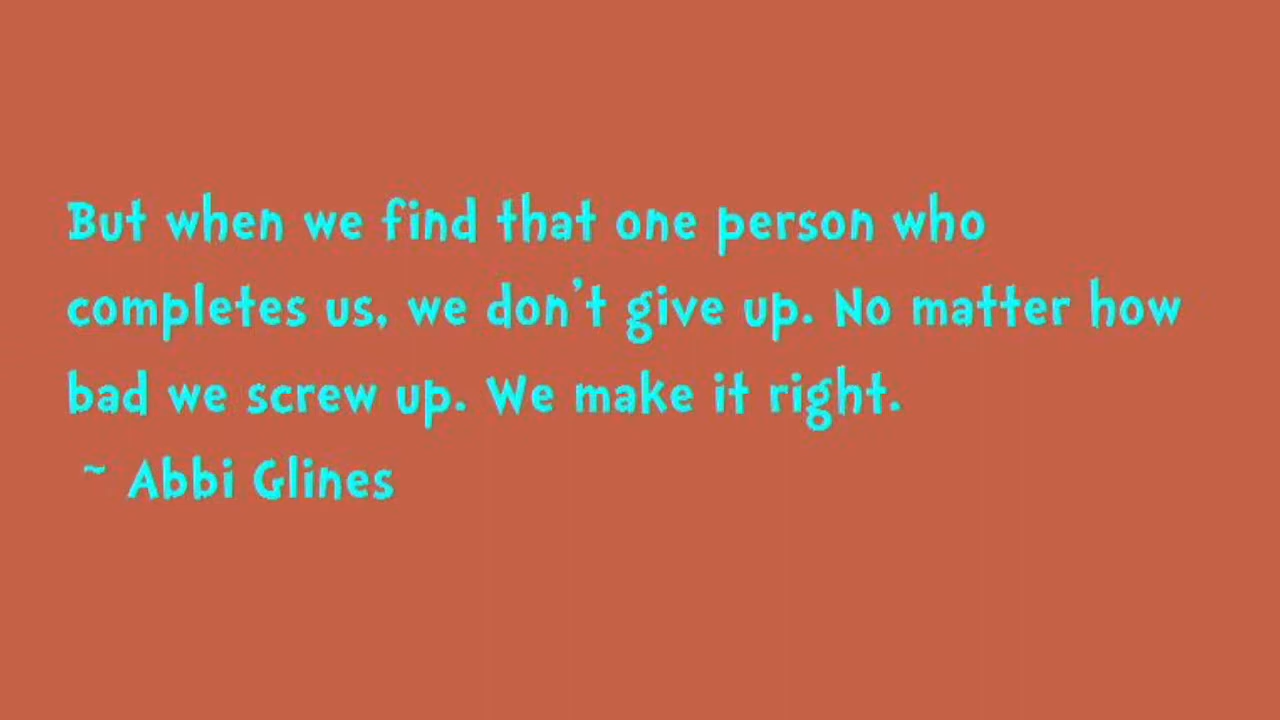 But when we find that one person who
completes us, we don't give up. No matter how
bad we screw up. We make it right.
~ Abbi Glines